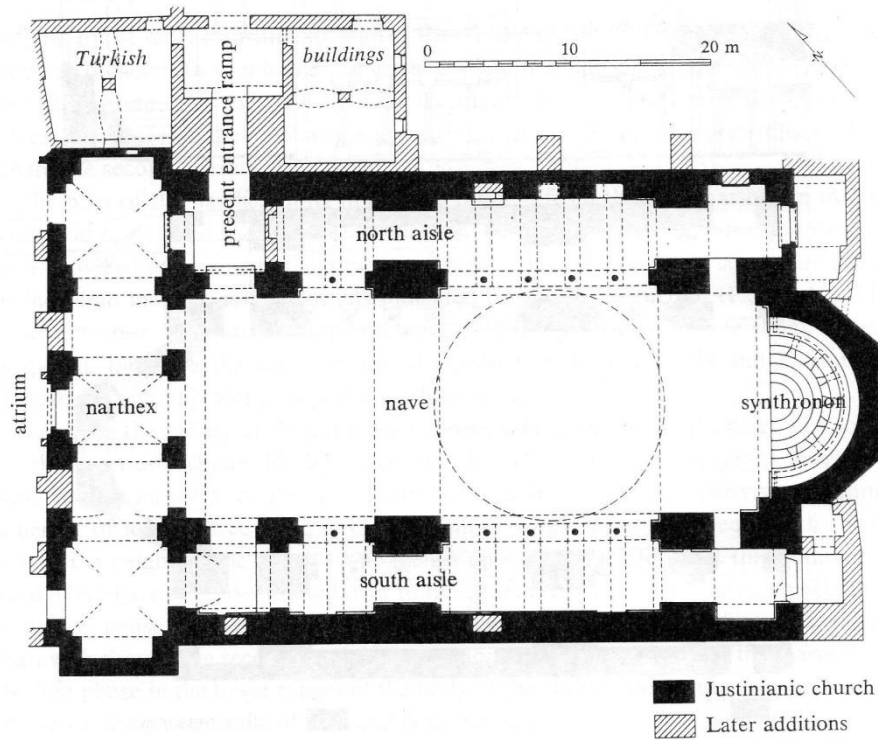 Turkish
buildings
0 10 20 m
N
present entrance ramp
north aisle
atrium
narthex
nave
synthronon
south aisle
Justinianic church
Later additions